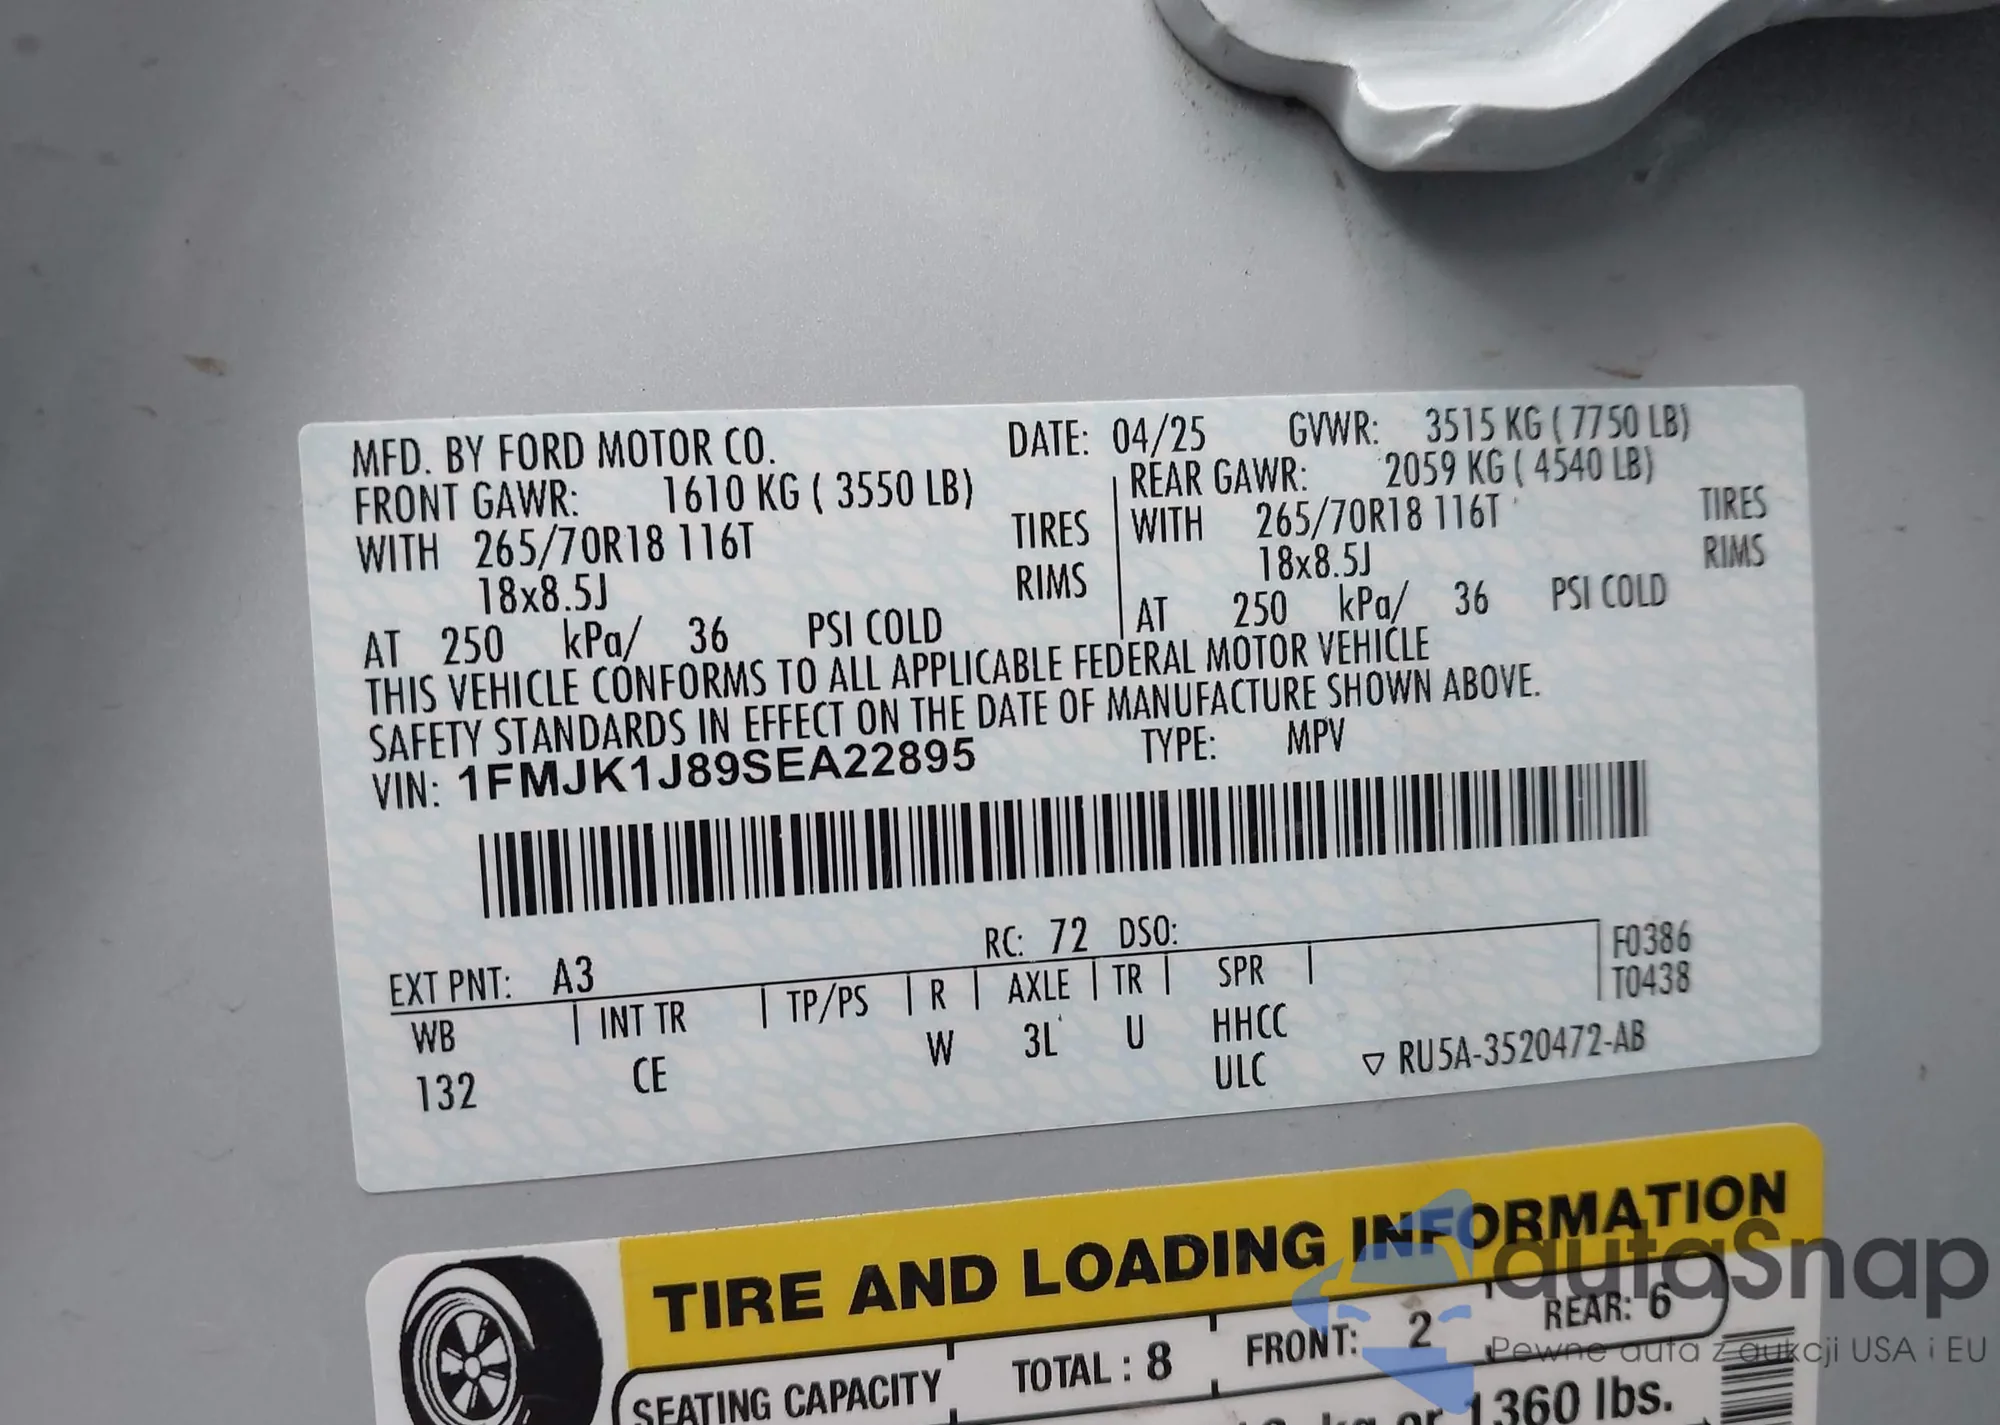 MFD. BY FORD MOTOR CO. DATE: 04/25 GVWR: 3515 KG ( 7750 LB)
FRONT GAWR: 1610 KG ( 3550 LB) REAR GAWR: 2059 KG ( 4540 LB)
WITH 265/70R18 116T TIRES WITH 265/70R18 116T TIRES
18x8.5J RIMS 18x8.5J RIMS
AT 250 kPa/ 36 PSI COLD AT 250 kPa/ 36 PSI COLD
THIS VEHICLE CONFORMS TO ALL APPLICABLE FEDERAL MOTOR VEHICLE
SAFETY STANDARDS IN EFFECT ON THE DATE OF MANUFACTURE SHOWN ABOVE.
VIN: 1FMJK1J89SEA22895 TYPE: MPV
EXT PNT: A3 RC: 72 DSO: F0386
WB INT TR TP/PS R AXLE TR SPR T0438
132 CE W 3L U HHCC
ULC ▽ RU5A-3520472-AB
TIRE AND LOADING INFORMATION
SEATING CAPACITY TOTAL : 8 FRONT: 2 REAR: 6
kg or 1360 lbs.
autaSnap
Pewne auta z aukcji USA i EU